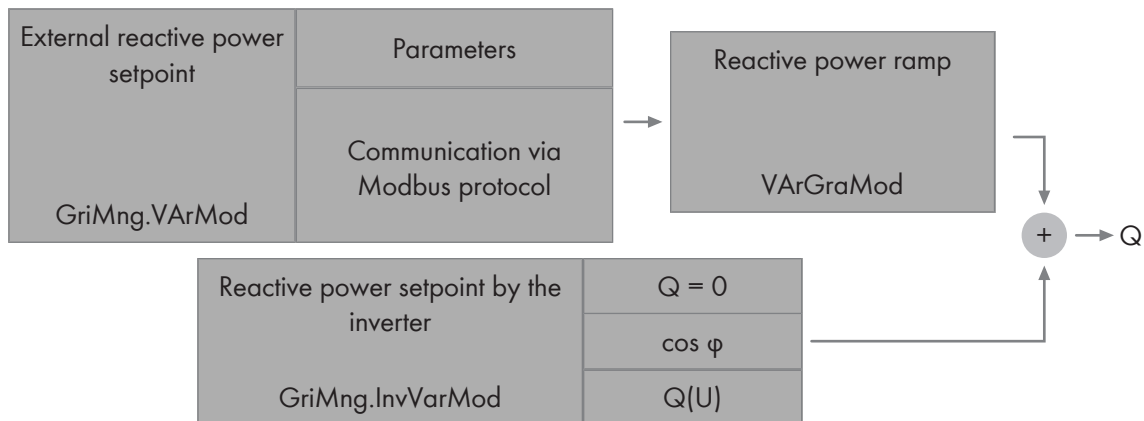 External reactive power
setpoint
GriMng.VArMod
Parameters
Communication via
Modbus protocol
Reactive power ramp
VArGraMod
+
Q
Reactive power setpoint by the
inverter
GriMng.InvVarMod
Q = 0
cos φ
Q(U)